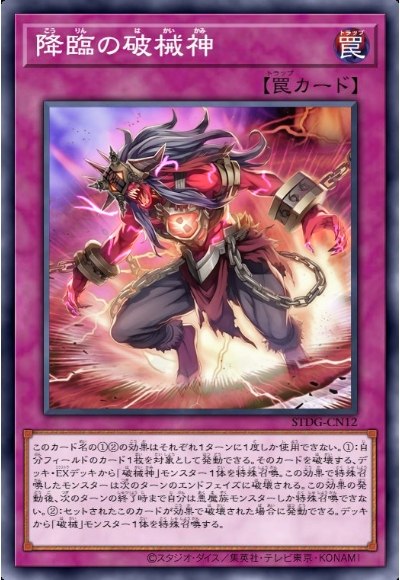 降臨の破械神
罠
【罠カード】
STDG-CN12
このカード名の①②の効果はそれぞれ1ターンに1度しか使用できない。①:自
分フィールドのカード1枚を対象として発動できる。そのカードを破壊する。デ
ッキ・EXデッキから「破械神」モンスター1体を特殊召喚する。この効果で特殊召
喚したモンスターは次のターンのエンドフェイズに破壊される。この効果の発
動後、次のターンの終了時まで自分は悪魔族モンスターしか特殊召喚できな
い。②:セットされたこのカードが効果で破壊された場合に発動できる。デッキ
から「破械」モンスター1体を特殊召喚する。
©スタジオ・ダイス/集英社・テレビ東京・KONAMI